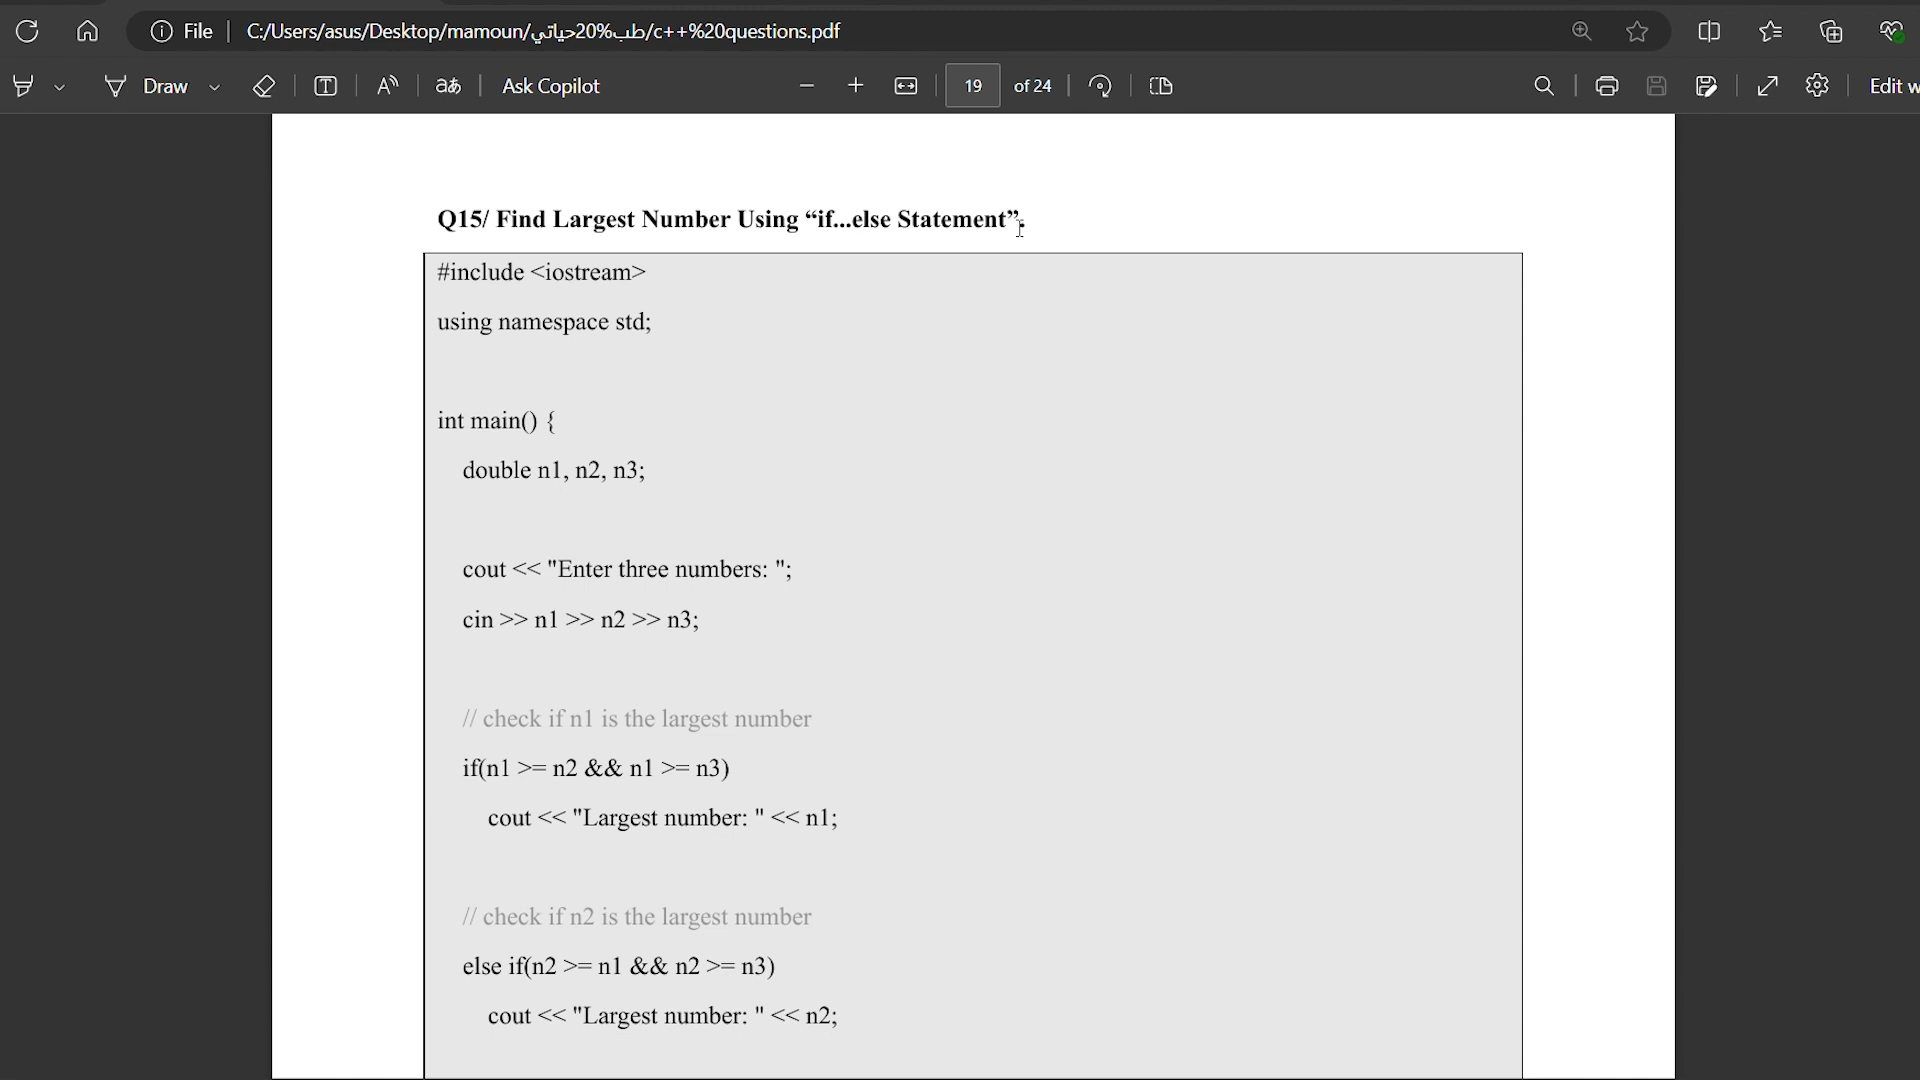 File C:/Users/asus/Desktop/mamoun/طب%20حياتي/c++%20questions.pdf
Draw Ask Copilot 19 of 24 Edit w
Q15/ Find Largest Number Using “if...else Statement”.
#include <iostream>
using namespace std;
int main() {
double n1, n2, n3;
cout << "Enter three numbers: ";
cin >> n1 >> n2 >> n3;
// check if n1 is the largest number
if(n1 >= n2 && n1 >= n3)
cout << "Largest number: " << n1;
// check if n2 is the largest number
else if(n2 >= n1 && n2 >= n3)
cout << "Largest number: " << n2;